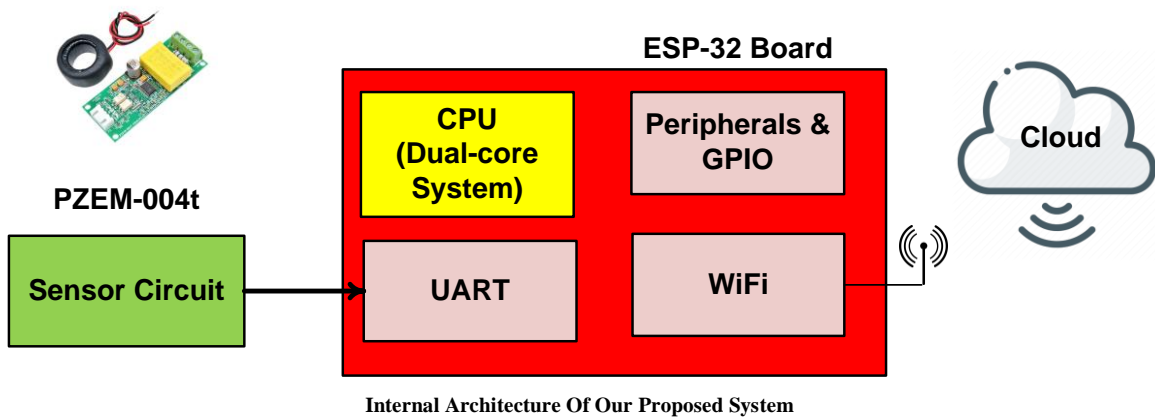 ESP-32 Board
CPU
(Dual-core
System)
Peripherals &
GPIO
Cloud
PZEM-004t
Sensor Circuit
UART
WiFi
Internal Architecture Of Our Proposed System